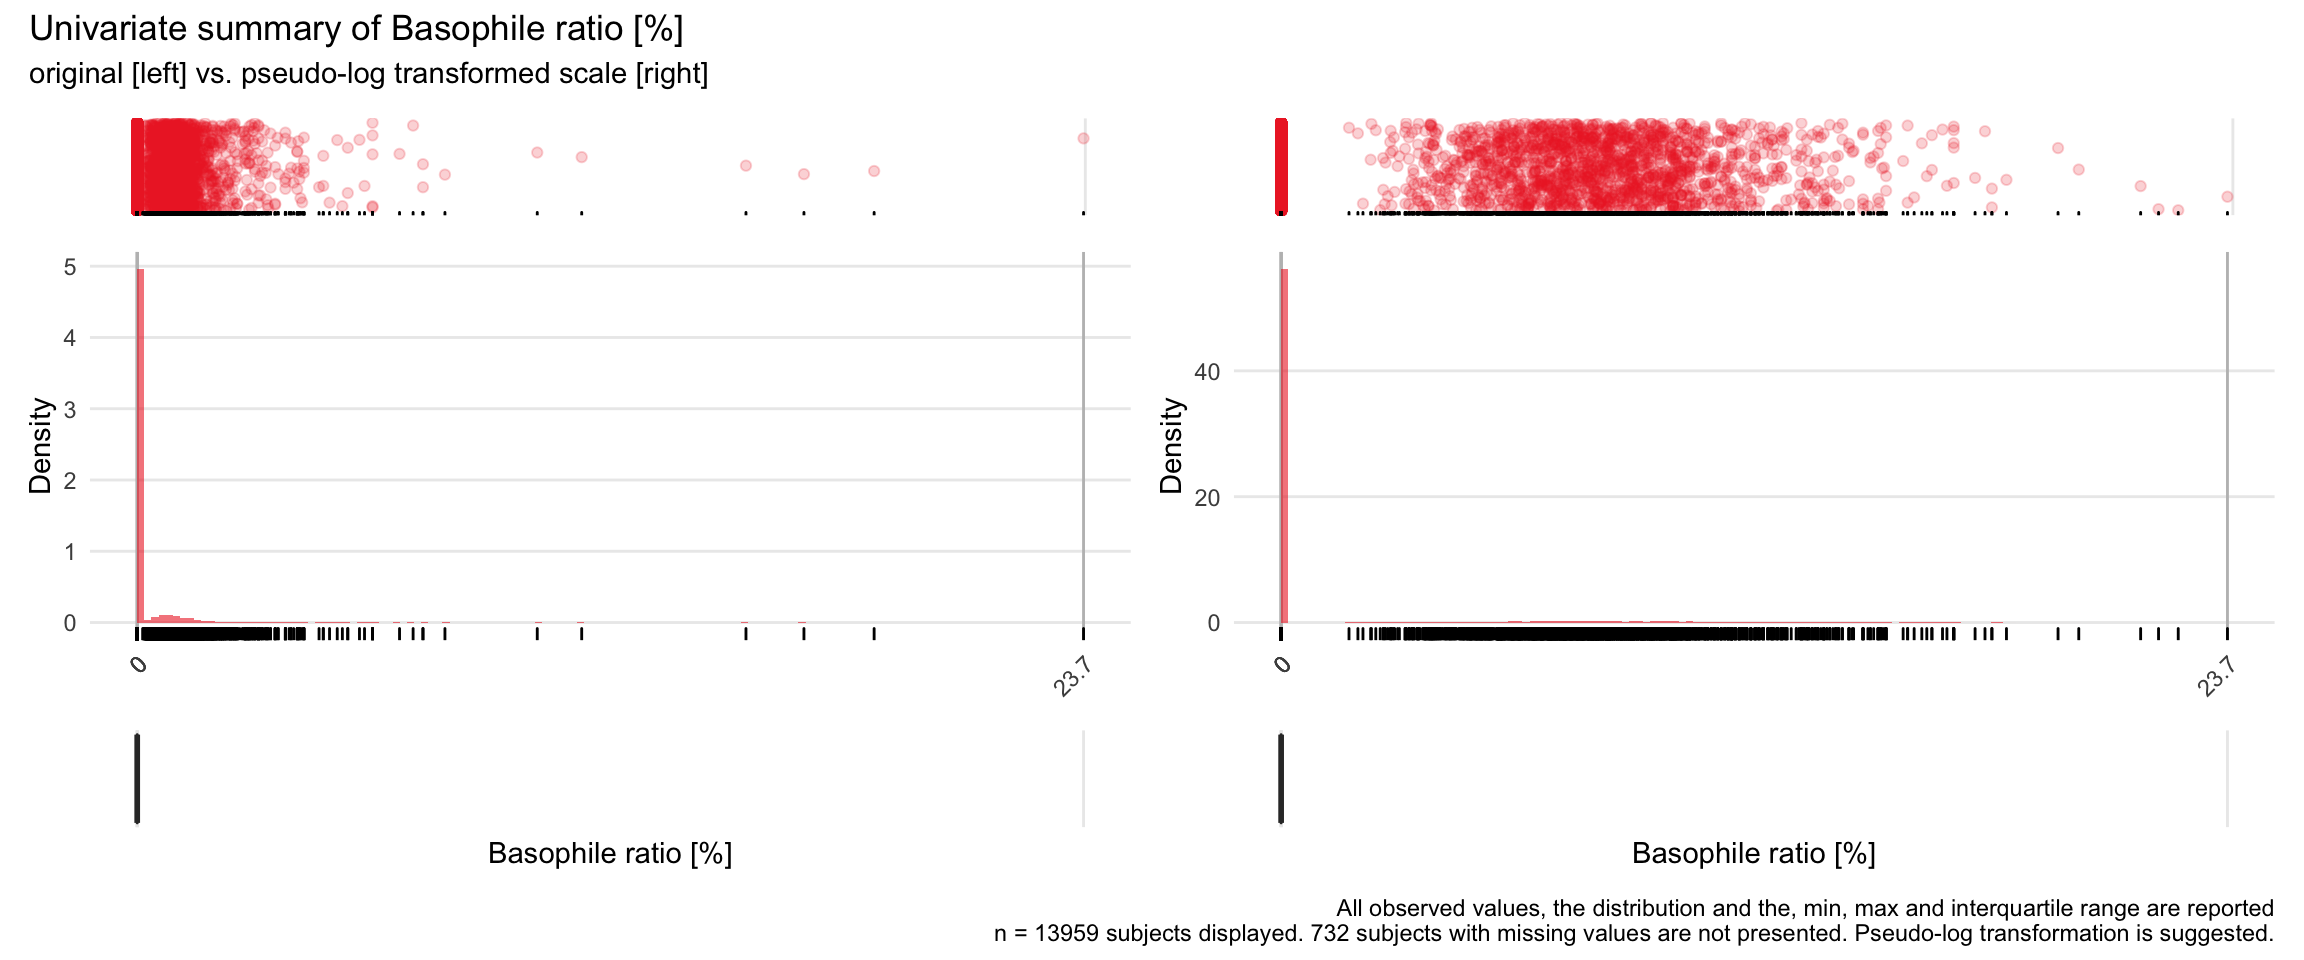 Univariate summary of Basophile ratio [%]
original [left] vs. pseudo-log transformed scale [right]
Density
5
4
3
2
1
0
0
23.7
Basophile ratio [%]
Density
40
20
0
0
23.7
Basophile ratio [%]
All observed values, the distribution and the, min, max and interquartile range are reported
n = 13959 subjects displayed. 732 subjects with missing values are not presented. Pseudo-log transformation is suggested.